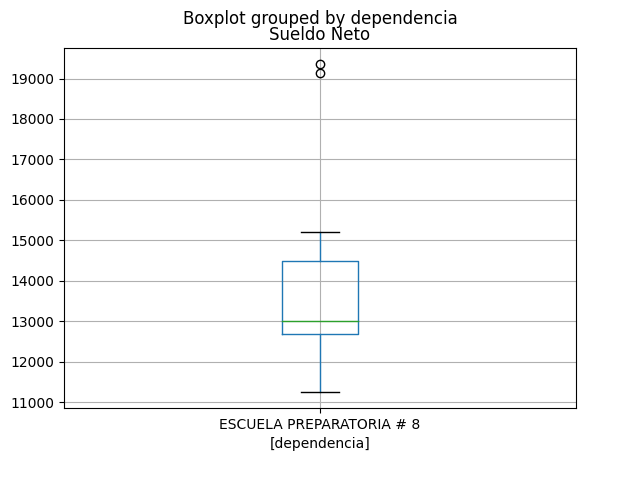 Boxplot grouped by dependencia
Sueldo Neto
19000
18000
17000
16000
15000
14000
13000
12000
11000
ESCUELA PREPARATORIA # 8
[dependencia]